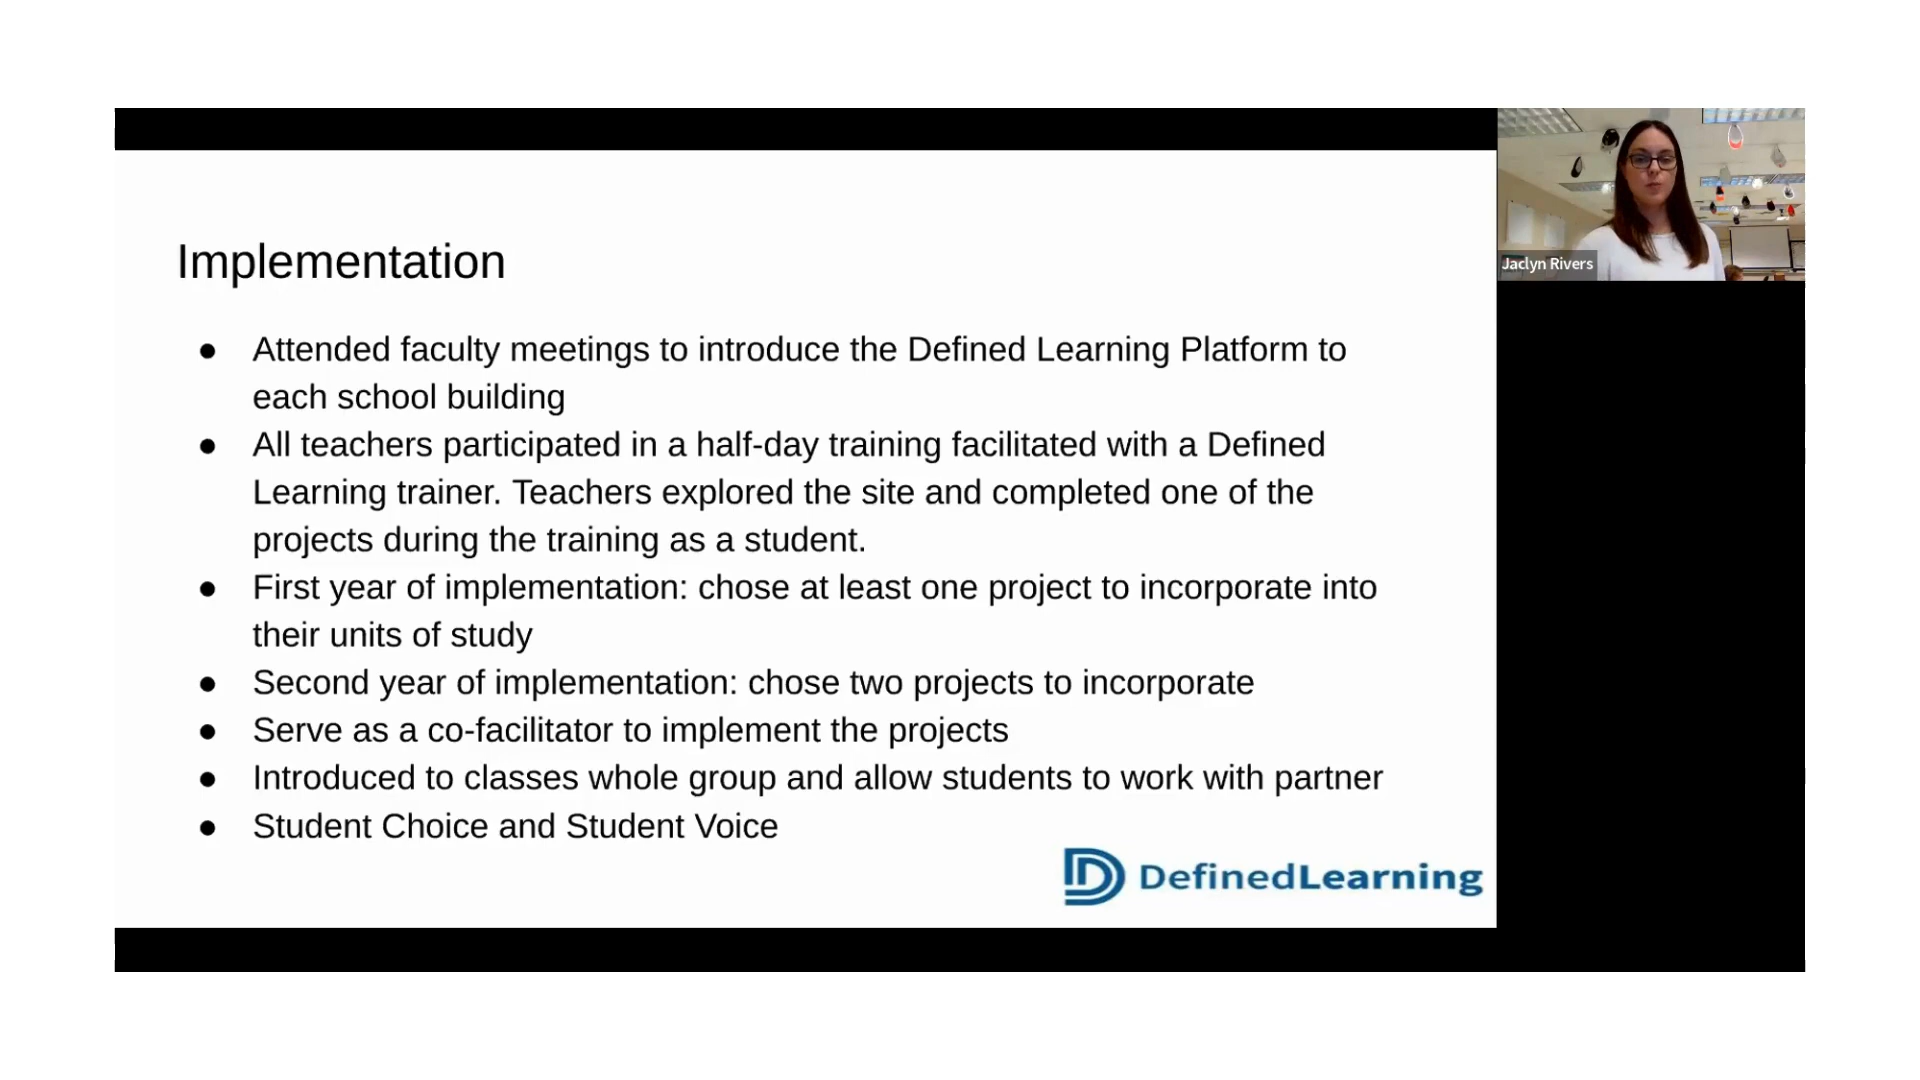 Implementation
● Attended faculty meetings to introduce the Defined Learning Platform to
each school building
● All teachers participated in a half-day training facilitated with a Defined
Learning trainer. Teachers explored the site and completed one of the
projects during the training as a student.
● First year of implementation: chose at least one project to incorporate into
their units of study
● Second year of implementation: chose two projects to incorporate
● Serve as a co-facilitator to implement the projects
● Introduced to classes whole group and allow students to work with partner
● Student Choice and Student Voice
DefinedLearning
Jaclyn Rivers